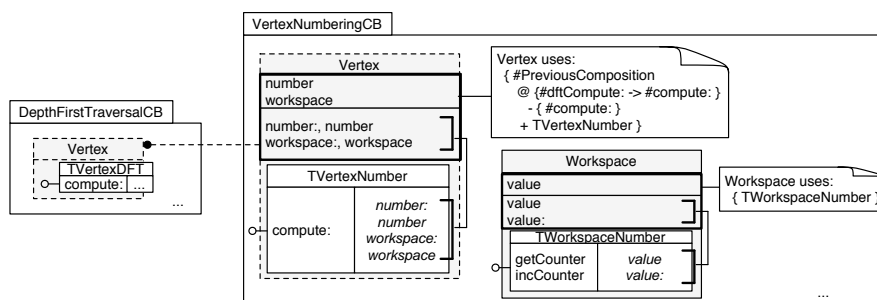 VertexNumberingCB
Vertex
number
workspace
number:, number
workspace:, workspace
TVertexNumber
compute:
number:
number
workspace:
workspace
Vertex uses:
{ #PreviousComposition
@ {#dftCompute: -> #compute: }
- { #compute: }
+ TVertexNumber }
DepthFirstTraversalCB
Vertex
TVertexDFT
compute: ...
...
Workspace
value
value
value:
TWorkspaceNumber
getCounter value
incCounter value:
Workspace uses:
{ TWorkspaceNumber }
...